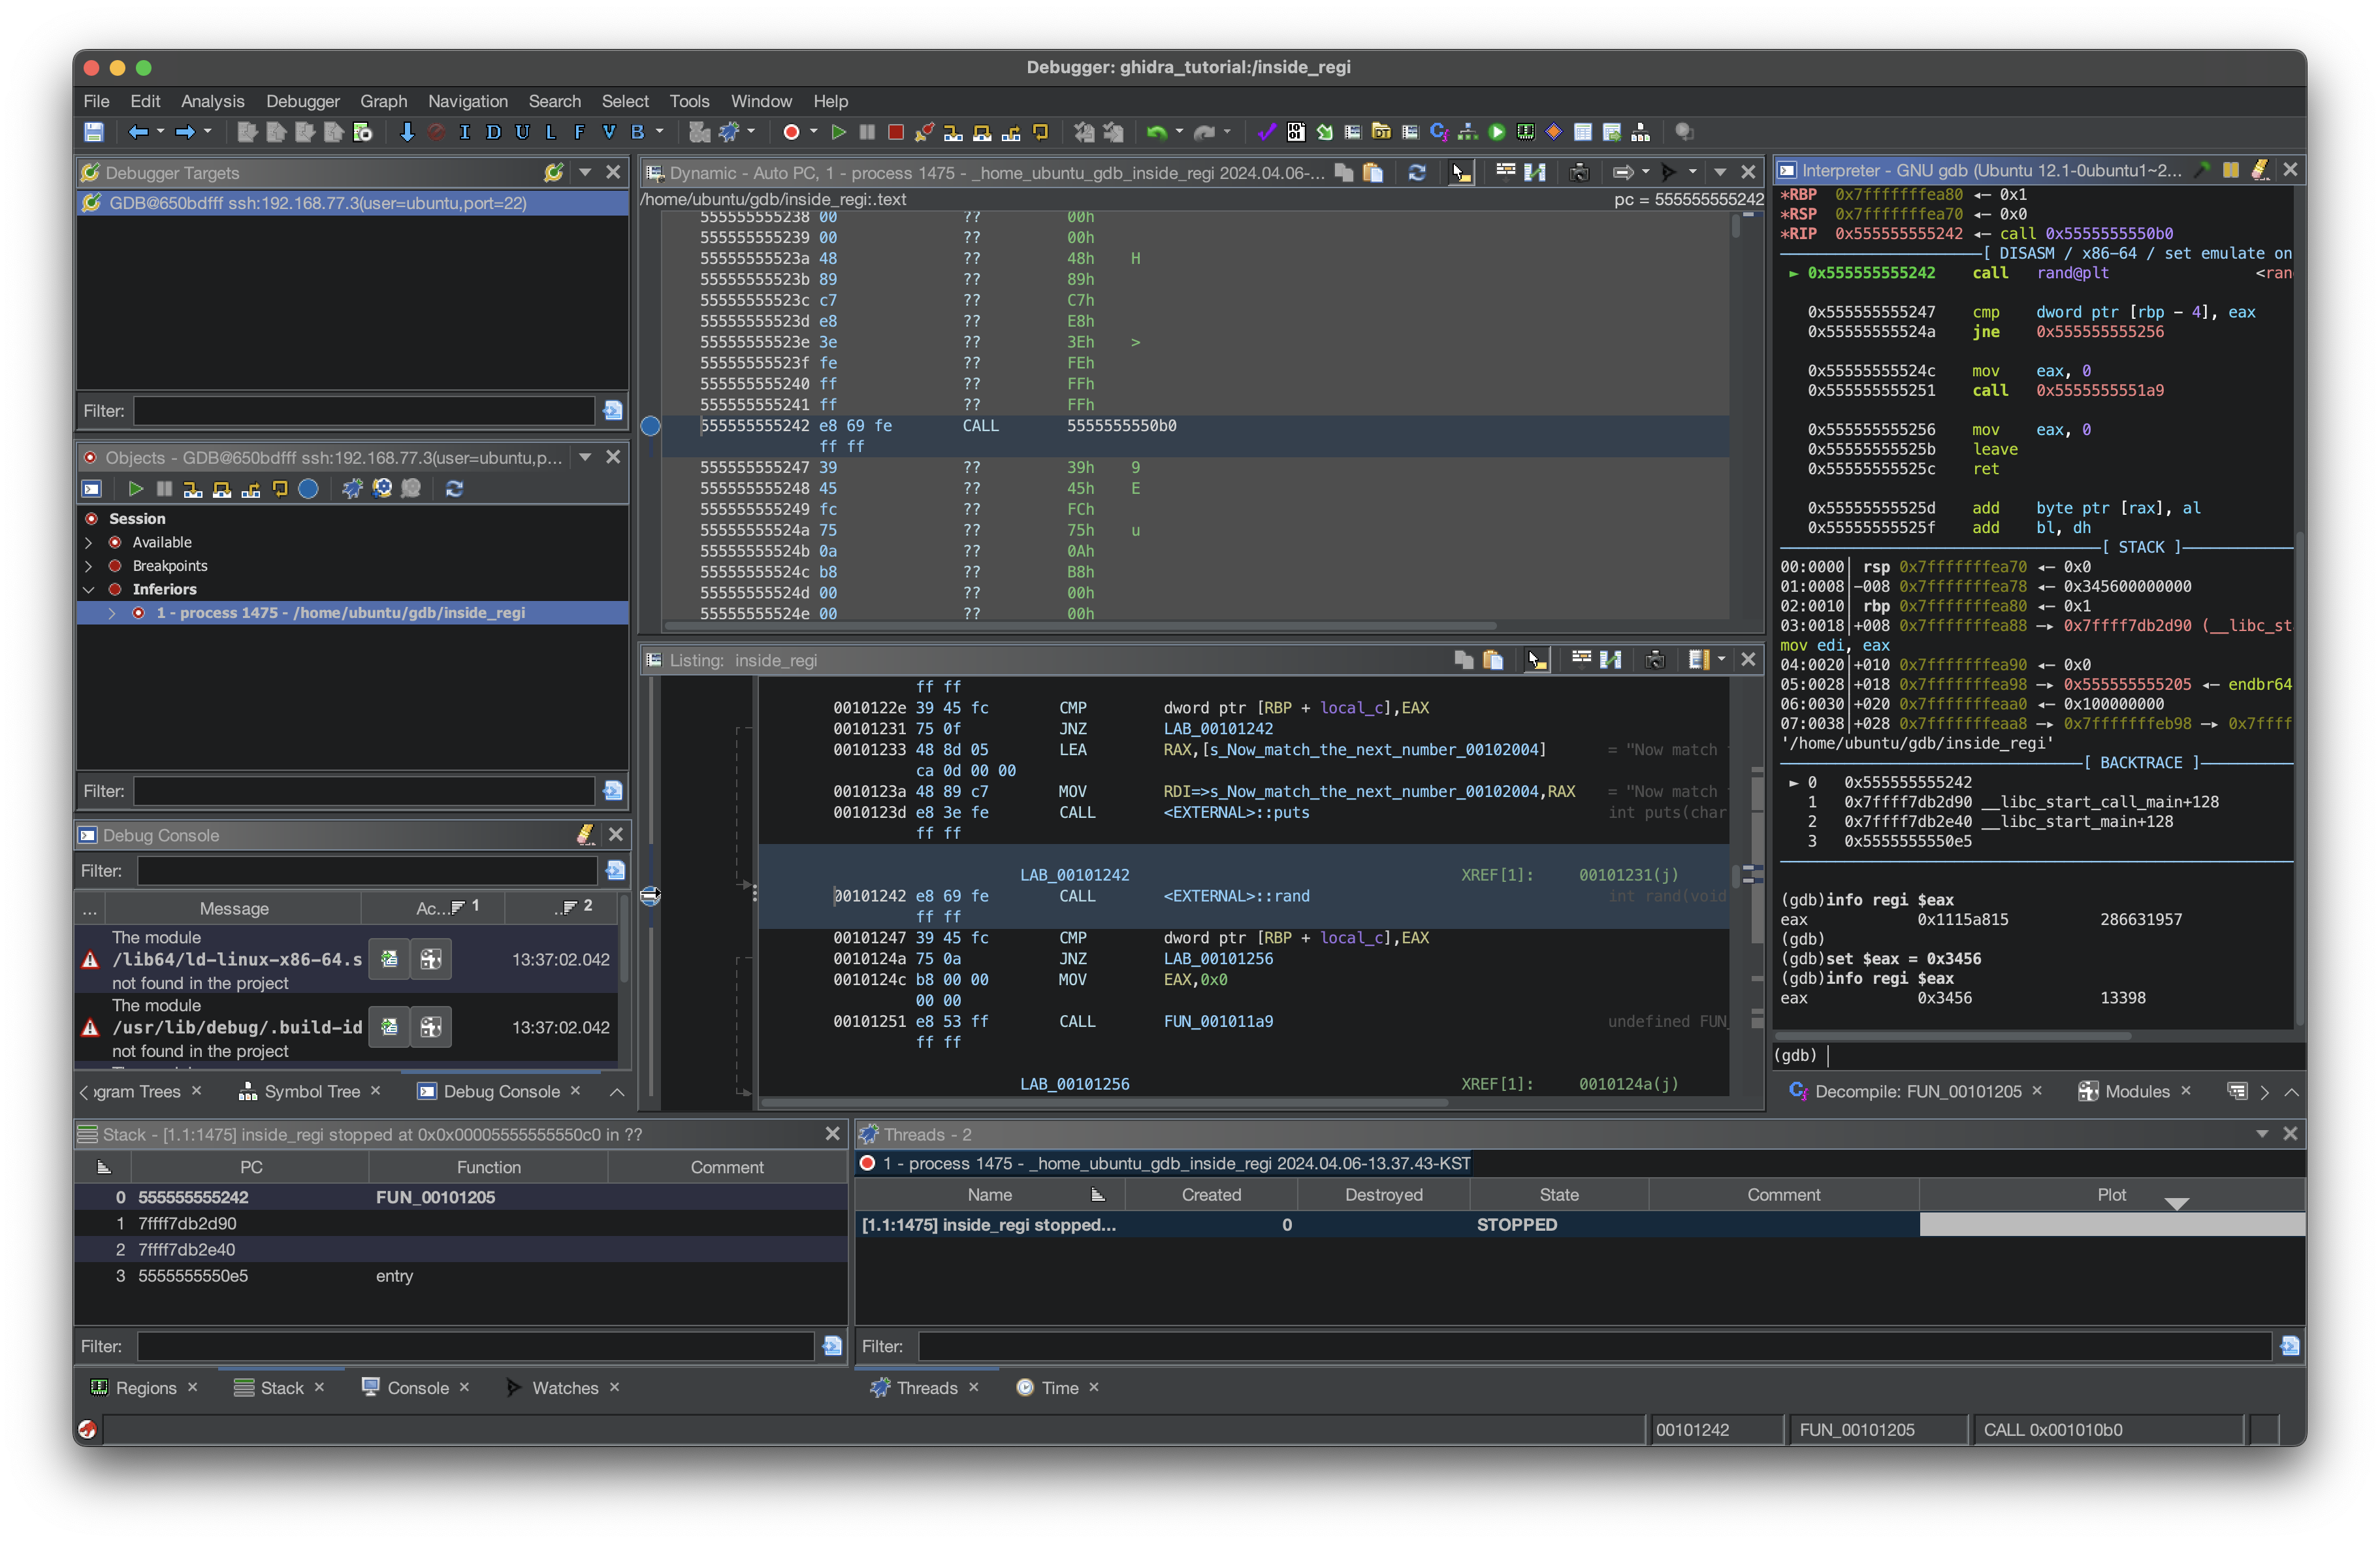 Debugger: ghidra_tutorial:/inside_regi
File Edit Analysis Debugger Graph Navigation Search Select Tools Window Help
I D U L F V B
Debugger Targets
GDB@650bdfff ssh:192.168.77.3(user=ubuntu,port=22)
Filter:
Objects - GDB@650bdfff ssh:192.168.77.3(user=ubuntu,p...
Session
Available
Breakpoints
Inferiors
1 - process 1475 - /home/ubuntu/gdb/inside_regi
Filter:
Debug Console
Filter:
... Message Ac... 1 .. 2
The module
/lib64/ld-linux-x86-64.s
not found in the project
13:37:02.042
The module
/usr/lib/debug/.build-id
not found in the project
13:37:02.042
ogram Trees Symbol Tree Debug Console
Dynamic - Auto PC, 1 - process 1475 - _home_ubuntu_gdb_inside_regi 2024.04.06-...
/home/ubuntu/gdb/inside_regi:.text pc = 555555555242
555555555238 00 ?? 00h
555555555239 00 ?? 00h
55555555523a 48 ?? 48h H
55555555523b 89 ?? 89h
55555555523c c7 ?? C7h
55555555523d e8 ?? E8h
55555555523e 3e ?? 3Eh >
55555555523f fe ?? FEh
555555555240 ff ?? FFh
555555555241 ff ?? FFh
555555555242 e8 69 fe CALL 5555555550b0
ff ff
555555555247 39 ?? 39h 9
555555555248 45 ?? 45h E
555555555249 fc ?? FCh
55555555524a 75 ?? 75h u
55555555524b 0a ?? 0Ah
55555555524c b8 ?? B8h
55555555524d 00 ?? 00h
55555555524e 00 ?? 00h
Listing: inside_regi
ff ff
0010122e 39 45 fc CMP dword ptr [RBP + local_c],EAX
00101231 75 0f JNZ LAB_00101242
00101233 48 8d 05 LEA RAX,[s_Now_match_the_next_number_00102004] = "Now match
ca 0d 00 00
0010123a 48 89 c7 MOV RDI=>s_Now_match_the_next_number_00102004,RAX = "Now match
0010123d e8 3e fe CALL <EXTERNAL>::puts int puts(char
ff ff
LAB_00101242 XREF[1]: 00101231(j)
00101242 e8 69 fe CALL <EXTERNAL>::rand int rand(void
ff ff
00101247 39 45 fc CMP dword ptr [RBP + local_c],EAX
0010124a 75 0a JNZ LAB_00101256
0010124c b8 00 00 MOV EAX,0x0
00 00
00101251 e8 53 ff CALL FUN_001011a9 undefined FUN_
ff ff
LAB_00101256 XREF[1]: 0010124a(j)
Interpreter - GNU gdb (Ubuntu 12.1-0ubuntu1~2...
*RBP 0x7fffffffea80 ◂— 0x1
*RSP 0x7fffffffea70 ◂— 0x0
*RIP 0x555555555242 ◂— call 0x5555555550b0
[ DISASM / x86-64 / set emulate on
► 0x555555555242 call rand@plt <ran
0x555555555247 cmp dword ptr [rbp - 4], eax
0x55555555524a jne 0x555555555256
0x55555555524c mov eax, 0
0x555555555251 call 0x5555555551a9
0x555555555256 mov eax, 0
0x55555555525b leave
0x55555555525c ret
0x55555555525d add byte ptr [rax], al
0x55555555525f add bl, dh
[ STACK ]
00:0000│ rsp 0x7fffffffea70 ◂— 0x0
01:0008│-008 0x7fffffffea78 ◂— 0x345600000000
02:0010│ rbp 0x7fffffffea80 ◂— 0x1
03:0018│+008 0x7fffffffea88 —▸ 0x7ffff7db2d90 (__libc_st
mov edi, eax
04:0020│+010 0x7fffffffea90 ◂— 0x0
05:0028│+018 0x7fffffffea98 —▸ 0x555555555205 ◂— endbr64
06:0030│+020 0x7fffffffeaa0 ◂— 0x100000000
07:0038│+028 0x7fffffffeaa8 —▸ 0x7fffffffeb98 —▸ 0x7ffff
'/home/ubuntu/gdb/inside_regi'
[ BACKTRACE ]
► 0 0x555555555242
1 0x7ffff7db2d90 __libc_start_call_main+128
2 0x7ffff7db2e40 __libc_start_main+128
3 0x5555555550e5
(gdb)info regi $eax
eax 0x1115a815 286631957
(gdb)
(gdb)set $eax = 0x3456
(gdb)info regi $eax
eax 0x3456 13398
(gdb)
Decompile: FUN_00101205 Modules
Stack - [1.1:1475] inside_regi stopped at 0x0x00005555555550c0 in ??
PC Function Comment
0 555555555242 FUN_00101205
1 7ffff7db2d90
2 7ffff7db2e40
3 5555555550e5 entry
Filter:
Regions Stack Console Watches
Threads - 2
1 - process 1475 - _home_ubuntu_gdb_inside_regi 2024.04.06-13.37.43-KST
Name Created Destroyed State Comment Plot
[1.1:1475] inside_regi stopped... 0 STOPPED
Filter:
Threads Time
00101242 FUN_00101205 CALL 0x001010b0